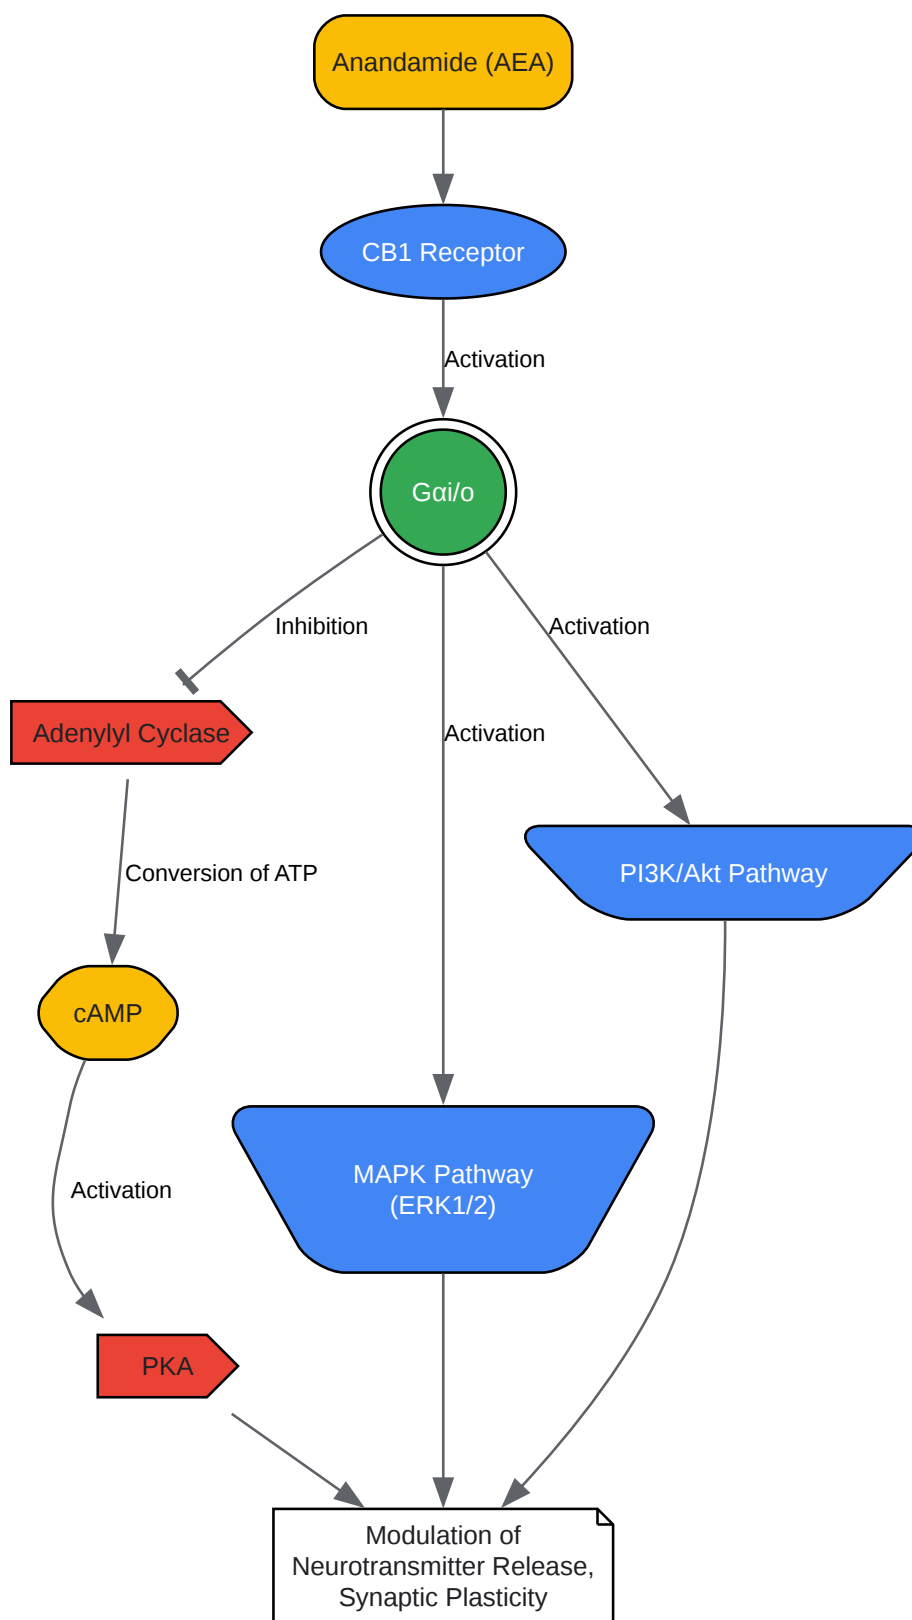 Anandamide (AEA)
CB1 Receptor
Activation
Gαi/o
Inhibition
Activation
Adenylyl Cyclase
Activation
Conversion of ATP
PI3K/Akt Pathway
cAMP
Activation
MAPK Pathway
(ERK1/2)
PKA
Modulation of
Neurotransmitter Release,
Synaptic Plasticity